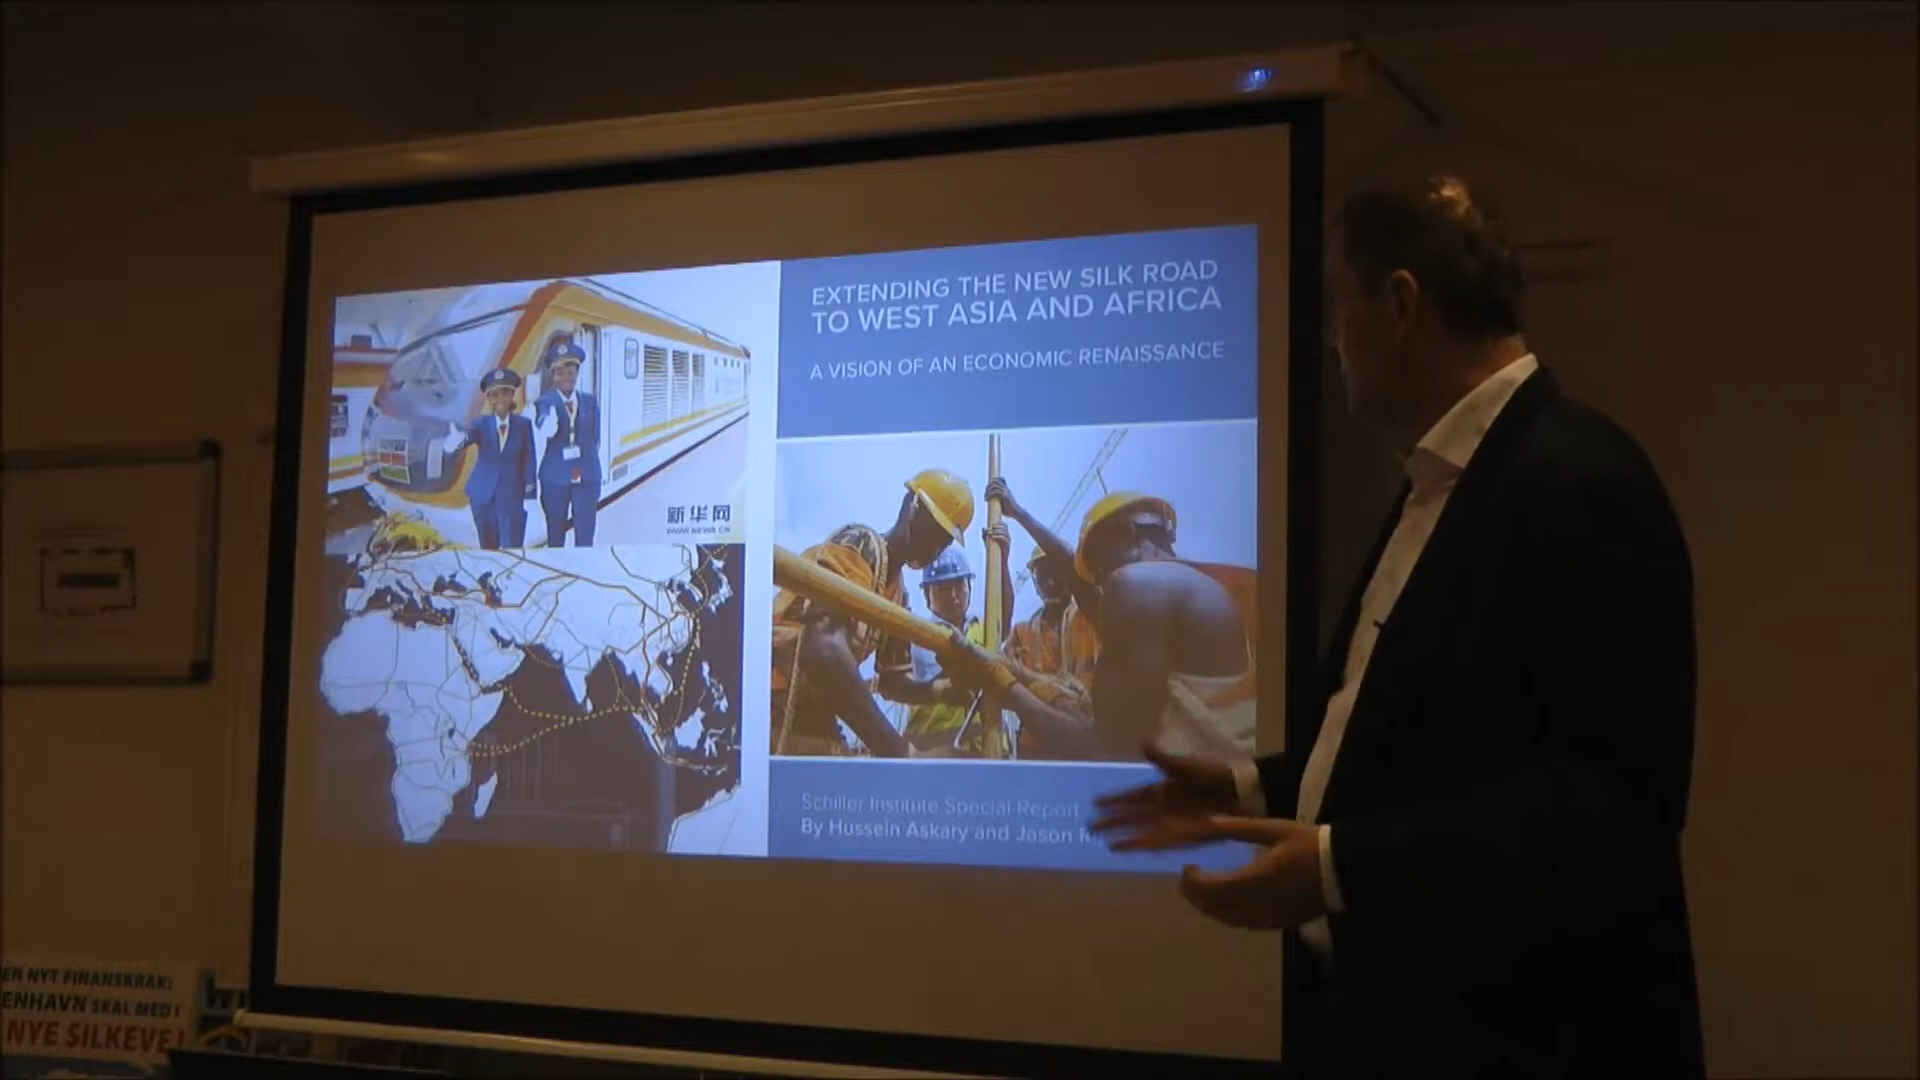 EXTENDING THE NEW SILK ROAD
TO WEST ASIA AND AFRICA
A VISION OF AN ECONOMIC RENAISSANCE
新华网
WWW.NEWS.CN
Schiller Institute Special Report
By Hussein Askary and Jason
EN NYT FINANSKRAK:
ENHAVN SKAL MED I
NYE SILKEVEJ